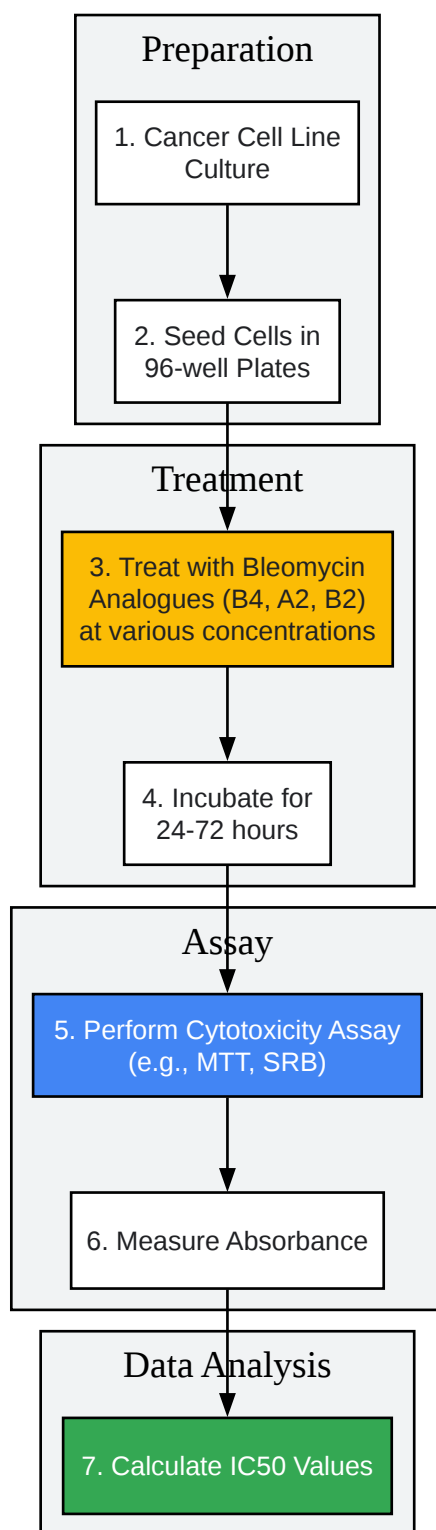 Preparation
1. Cancer Cell Line
Culture
2. Seed Cells in
96-well Plates
Treatment
3. Treat with Bleomycin
Analogues (B4, A2, B2)
at various concentrations
4. Incubate for
24-72 hours
Assay
5. Perform Cytotoxicity Assay
(e.g., MTT, SRB)
6. Measure Absorbance
Data Analysis
7. Calculate IC50 Values